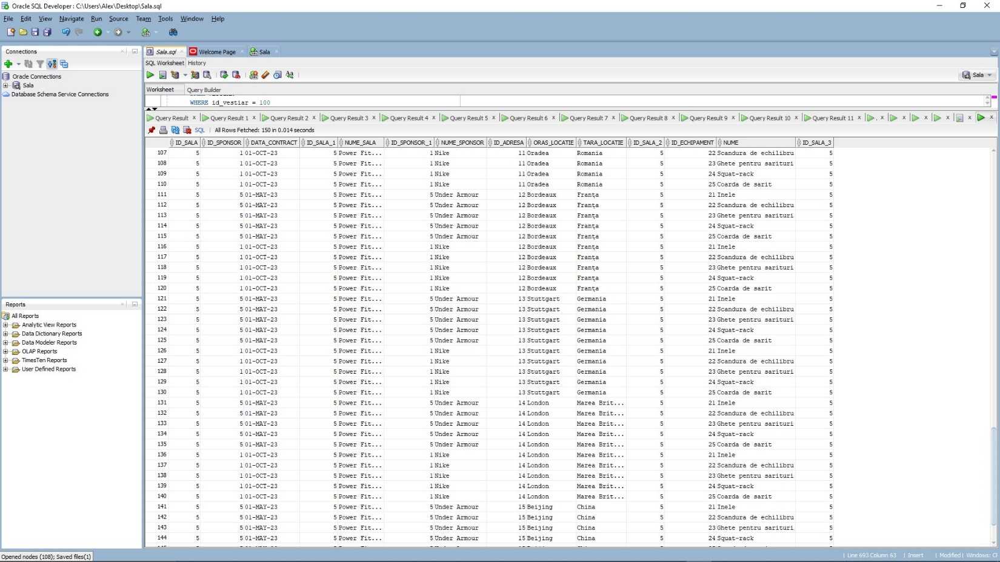 Oracle SQL Developer : C:\Users\Alex\Desktop\Sala.sql
File Edit View Navigate Run Source Team Tools Window Help
Connections
Oracle Connections
Sala
Database Schema Service Connections
Reports
All Reports
Analytic View Reports
Data Dictionary Reports
Data Modeler Reports
OLAP Reports
TimesTen Reports
User Defined Reports
Sala.sql Welcome Page Sala
SQL Worksheet History
Sala
Worksheet Query Builder
WHERE id_vestiar = 100
Query Result Query Result 1 Query Result 2 Query Result 3 Query Result 4 Query Result 5 Query Result 6 Query Result 7 Query Result 8 Query Result 9 Query Result 10 Query Result 11
SQL All Rows Fetched: 150 in 0.014 seconds
ID_SALA ID_SPONSOR DATA_CONTRACT ID_SALA_1 NUME_SALA ID_SPONSOR_1 NUME_SPONSOR ID_ADRESA ORAS_LOCATIE TARA_LOCATIE ID_SALA_2 ID_ECHIPAMENT NUME ID_SALA_3
107 5 1 01-OCT-23 5 Power Fit... 1 Nike 11 Oradea Romania 5 22 Scandura de echilibru 5
108 5 1 01-OCT-23 5 Power Fit... 1 Nike 11 Oradea Romania 5 23 Ghete pentru sarituri 5
109 5 1 01-OCT-23 5 Power Fit... 1 Nike 11 Oradea Romania 5 24 Squat-rack 5
110 5 1 01-OCT-23 5 Power Fit... 1 Nike 11 Oradea Romania 5 25 Coarda de sarit 5
111 5 5 01-MAY-23 5 Power Fit... 5 Under Armour 12 Bordeaux Franţa 5 21 Inele 5
112 5 5 01-MAY-23 5 Power Fit... 5 Under Armour 12 Bordeaux Franţa 5 22 Scandura de echilibru 5
113 5 5 01-MAY-23 5 Power Fit... 5 Under Armour 12 Bordeaux Franţa 5 23 Ghete pentru sarituri 5
114 5 5 01-MAY-23 5 Power Fit... 5 Under Armour 12 Bordeaux Franţa 5 24 Squat-rack 5
115 5 5 01-MAY-23 5 Power Fit... 5 Under Armour 12 Bordeaux Franţa 5 25 Coarda de sarit 5
116 5 1 01-OCT-23 5 Power Fit... 1 Nike 12 Bordeaux Franţa 5 21 Inele 5
117 5 1 01-OCT-23 5 Power Fit... 1 Nike 12 Bordeaux Franţa 5 22 Scandura de echilibru 5
118 5 1 01-OCT-23 5 Power Fit... 1 Nike 12 Bordeaux Franţa 5 23 Ghete pentru sarituri 5
119 5 1 01-OCT-23 5 Power Fit... 1 Nike 12 Bordeaux Franţa 5 24 Squat-rack 5
120 5 1 01-OCT-23 5 Power Fit... 1 Nike 12 Bordeaux Franţa 5 25 Coarda de sarit 5
121 5 5 01-MAY-23 5 Power Fit... 5 Under Armour 13 Stuttgart Germania 5 21 Inele 5
122 5 5 01-MAY-23 5 Power Fit... 5 Under Armour 13 Stuttgart Germania 5 22 Scandura de echilibru 5
123 5 5 01-MAY-23 5 Power Fit... 5 Under Armour 13 Stuttgart Germania 5 23 Ghete pentru sarituri 5
124 5 5 01-MAY-23 5 Power Fit... 5 Under Armour 13 Stuttgart Germania 5 24 Squat-rack 5
125 5 5 01-MAY-23 5 Power Fit... 5 Under Armour 13 Stuttgart Germania 5 25 Coarda de sarit 5
126 5 1 01-OCT-23 5 Power Fit... 1 Nike 13 Stuttgart Germania 5 21 Inele 5
127 5 1 01-OCT-23 5 Power Fit... 1 Nike 13 Stuttgart Germania 5 22 Scandura de echilibru 5
128 5 1 01-OCT-23 5 Power Fit... 1 Nike 13 Stuttgart Germania 5 23 Ghete pentru sarituri 5
129 5 1 01-OCT-23 5 Power Fit... 1 Nike 13 Stuttgart Germania 5 24 Squat-rack 5
130 5 1 01-OCT-23 5 Power Fit... 1 Nike 13 Stuttgart Germania 5 25 Coarda de sarit 5
131 5 5 01-MAY-23 5 Power Fit... 5 Under Armour 14 London Marea Brit... 5 21 Inele 5
132 5 5 01-MAY-23 5 Power Fit... 5 Under Armour 14 London Marea Brit... 5 22 Scandura de echilibru 5
133 5 5 01-MAY-23 5 Power Fit... 5 Under Armour 14 London Marea Brit... 5 23 Ghete pentru sarituri 5
134 5 5 01-MAY-23 5 Power Fit... 5 Under Armour 14 London Marea Brit... 5 24 Squat-rack 5
135 5 5 01-MAY-23 5 Power Fit... 5 Under Armour 14 London Marea Brit... 5 25 Coarda de sarit 5
136 5 1 01-OCT-23 5 Power Fit... 1 Nike 14 London Marea Brit... 5 21 Inele 5
137 5 1 01-OCT-23 5 Power Fit... 1 Nike 14 London Marea Brit... 5 22 Scandura de echilibru 5
138 5 1 01-OCT-23 5 Power Fit... 1 Nike 14 London Marea Brit... 5 23 Ghete pentru sarituri 5
139 5 1 01-OCT-23 5 Power Fit... 1 Nike 14 London Marea Brit... 5 24 Squat-rack 5
140 5 1 01-OCT-23 5 Power Fit... 1 Nike 14 London Marea Brit... 5 25 Coarda de sarit 5
141 5 5 01-MAY-23 5 Power Fit... 5 Under Armour 15 Beijing China 5 21 Inele 5
142 5 5 01-MAY-23 5 Power Fit... 5 Under Armour 15 Beijing China 5 22 Scandura de echilibru 5
143 5 5 01-MAY-23 5 Power Fit... 5 Under Armour 15 Beijing China 5 23 Ghete pentru sarituri 5
144 5 5 01-MAY-23 5 Power Fit... 5 Under Armour 15 Beijing China 5 24 Squat-rack 5
Opened nodes (108); Saved files(1)
Line 693 Column 63 | Insert | Modified | Windows: Cl